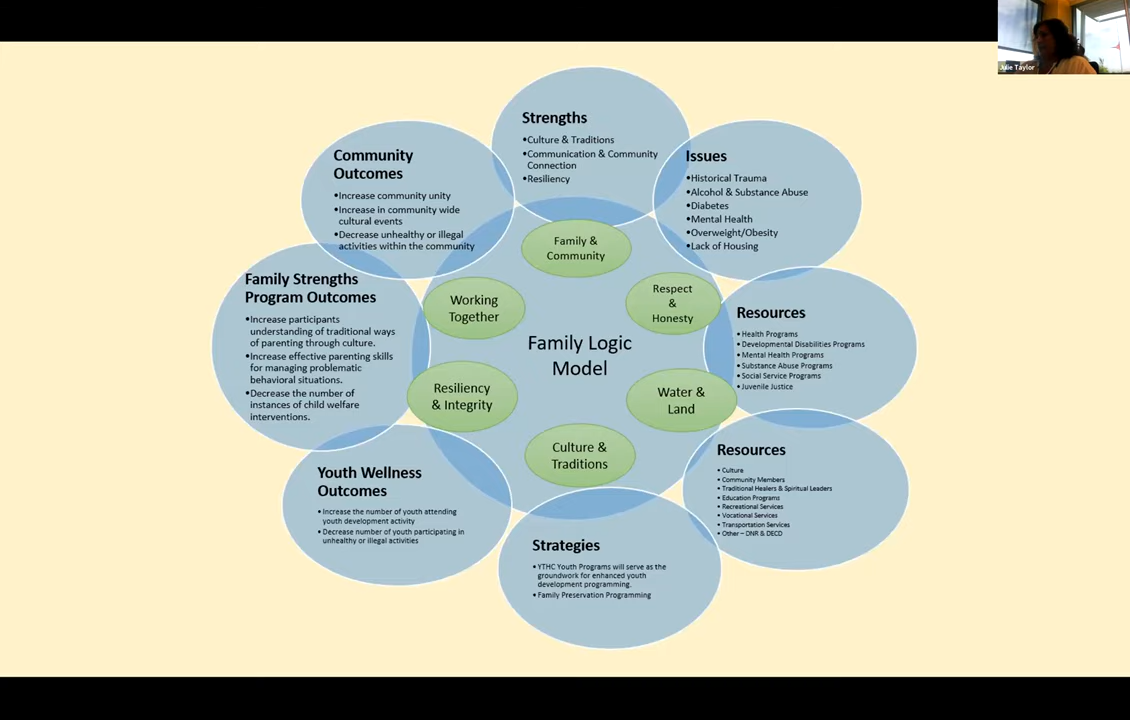 Julie Taylor
Strengths
•Culture & Traditions
•Communication & Community
Connection
•Resiliency
Issues
•Historical Trauma
•Alcohol & Substance Abuse
•Diabetes
•Mental Health
•Overweight/Obesity
•Lack of Housing
Resources
•Health Programs
•Developmental Disabilities Programs
•Mental Health Programs
•Substance Abuse Programs
•Social Service Programs
•Juvenile Justice
Resources
• Culture
• Community Members
• Traditional Healers & Spiritual Leaders
• Education Programs
• Recreational Services
• Vocational Services
• Transportation Services
• Other – DNR & DECD
Strategies
• YTHC Youth Programs will serve as the
groundwork for enhanced youth
development programming.
• Family Preservation Programming
Youth Wellness
Outcomes
• Increase the number of youth attending
youth development activity
• Decrease number of youth participating in
unhealthy or illegal activities
Family Strengths
Program Outcomes
•Increase participants
understanding of traditional ways
of parenting through culture.
•Increase effective parenting skills
for managing problematic
behavioral situations.
•Decrease the number of
instances of child welfare
interventions.
Community
Outcomes
•Increase community unity
•Increase in community wide
cultural events
•Decrease unhealthy or illegal
activities within the community
Family &
Community
Respect
&
Honesty
Water &
Land
Culture &
Traditions
Resiliency
& Integrity
Working
Together
Family Logic
Model